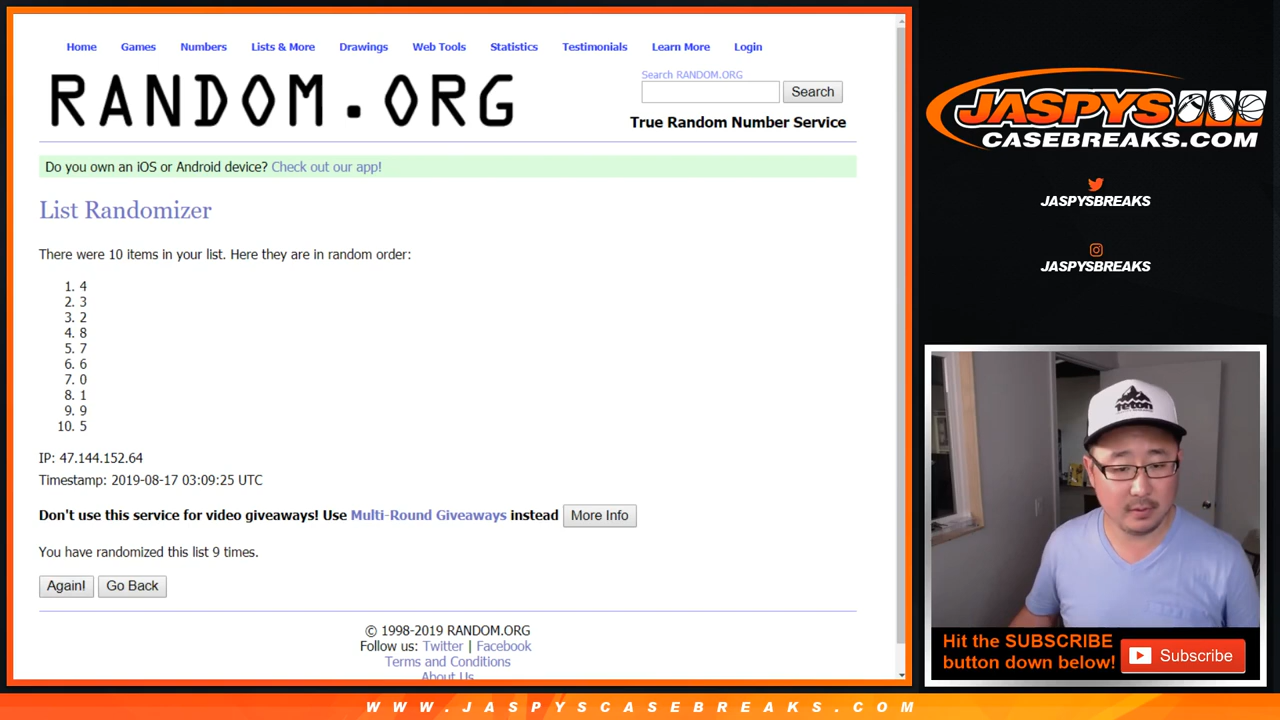 Home Games Numbers Lists & More Drawings Web Tools Statistics Testimonials Learn More Login
RANDOM.ORG
Search RANDOM.ORG
Search
True Random Number Service
Do you own an iOS or Android device? Check out our app!
List Randomizer
There were 10 items in your list. Here they are in random order:
1. 4
2. 3
3. 2
4. 8
5. 7
6. 6
7. 0
8. 1
9. 9
10. 5
IP: 47.144.152.64
Timestamp: 2019-08-17 03:09:25 UTC
Don't use this service for video giveaways! Use Multi-Round Giveaways instead More Info
You have randomized this list 9 times.
Again! Go Back
© 1998-2019 RANDOM.ORG
Follow us: Twitter | Facebook
Terms and Conditions
About Us
JASPYS
CASEBREAKS.COM
JASPYSBREAKS
JASPYSBREAKS
Teton
Hit the SUBSCRIBE
button down below!
Subscribe
WWW.JASPYSCASEBREAKS.COM